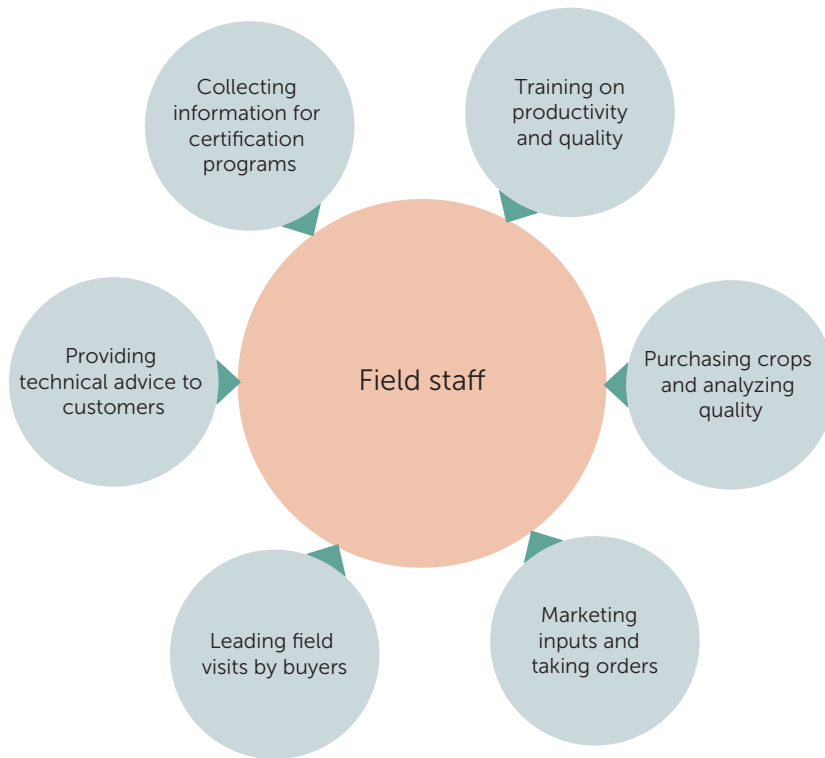 Collecting
information for
certification
programs
Training on
productivity
and quality
Providing
technical advice to
customers
Field staff
Purchasing crops
and analyzing
quality
Leading field
visits by buyers
Marketing
inputs and
taking orders